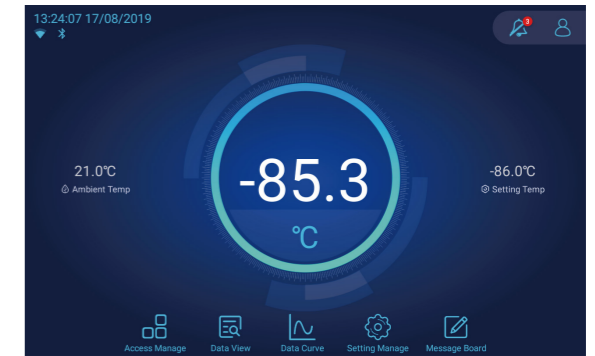 13:24:07 17/08/2019
3
21.0℃
Ambient Temp
-85.3
℃
-86.0℃
Setting Temp
Access Manage
Data View
Data Curve
Setting Manage
Message Board